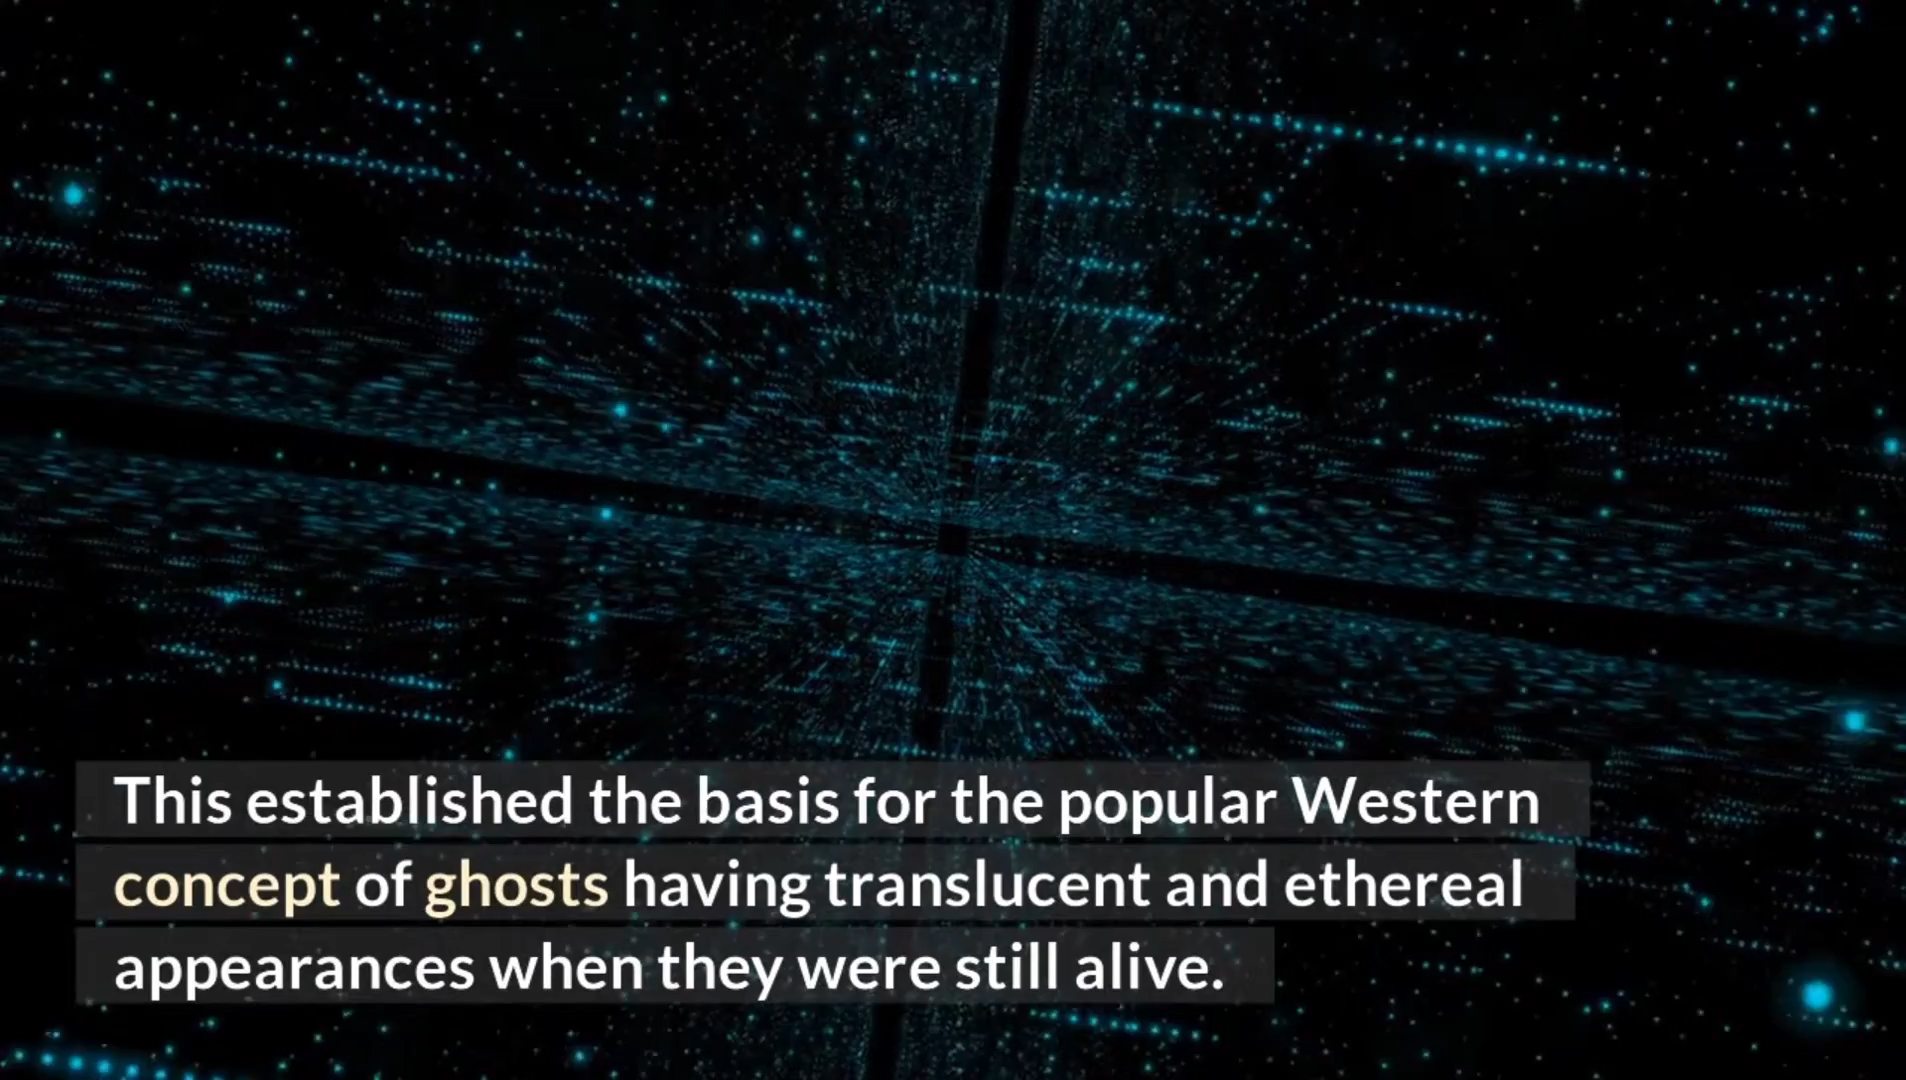 This established the basis for the popular Western
concept of ghosts having translucent and ethereal
appearances when they were still alive.